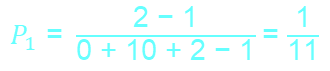 P₁ = (2 − 1) / (0 + 10 + 2 − 1) = 1/11